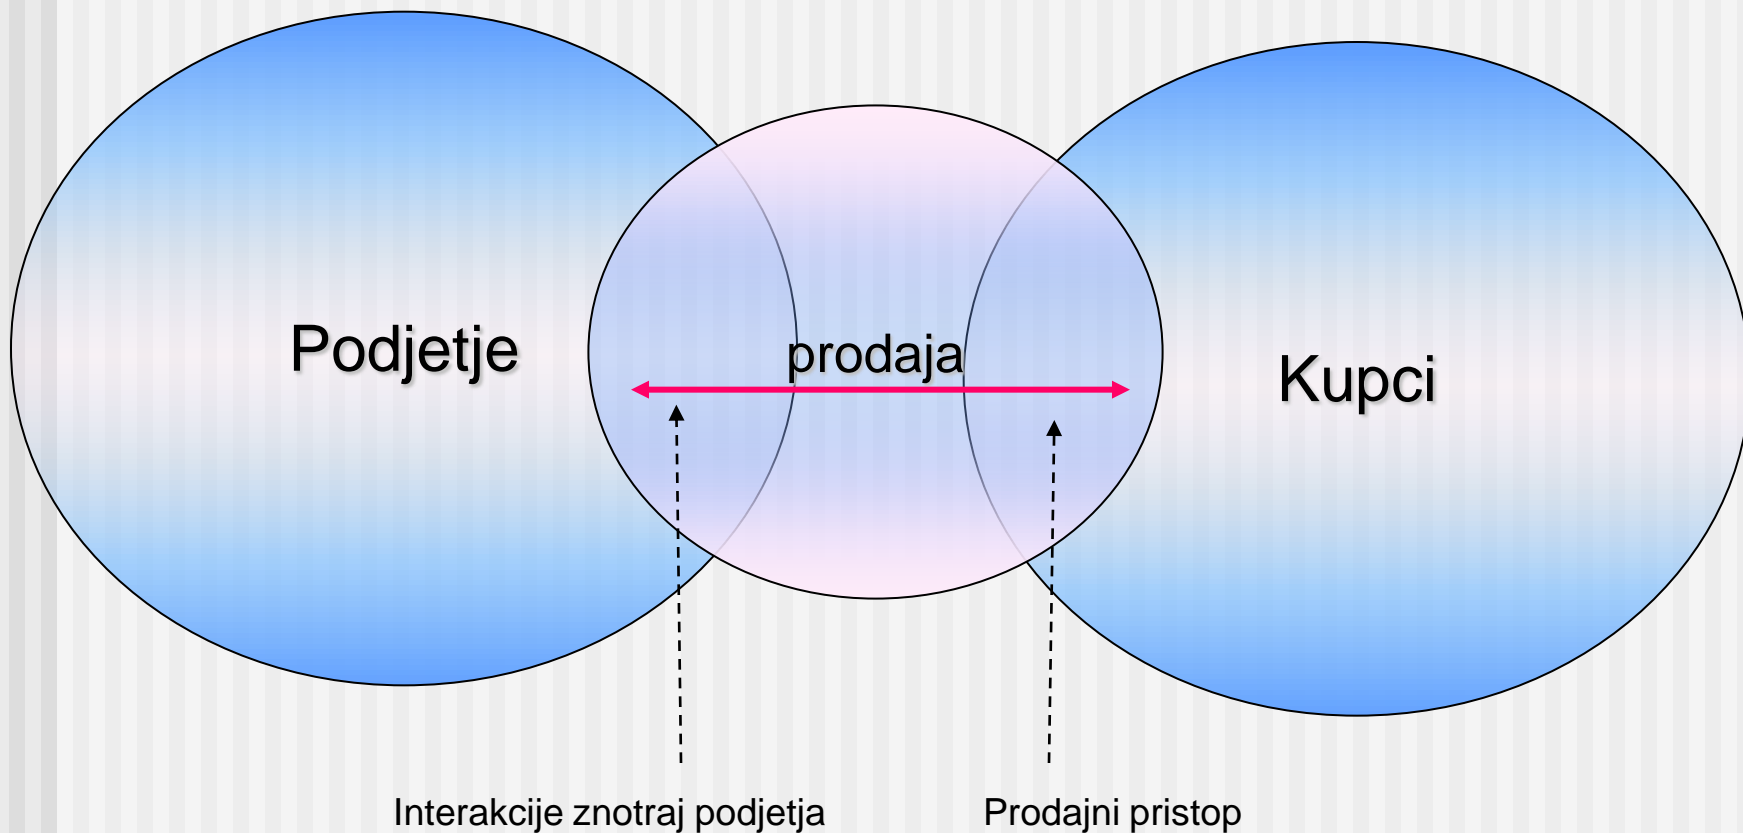 Podjetje
prodaja
Kupci
Interakcije znotraj podjetja
Prodajni pristop